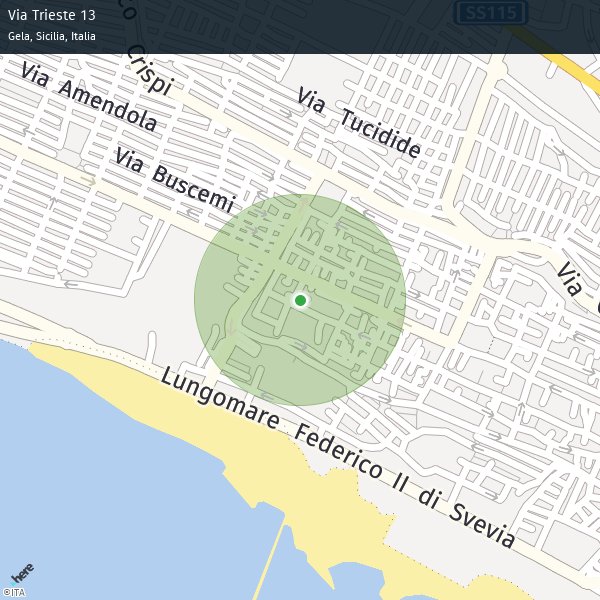 Via Trieste 13
Gela, Sicilia, Italia
SS115
Crispi
Via Amendola
Via Tucidide
Via Buscemi
Via
Lungomare Federico II di Svevia
here
©ITA